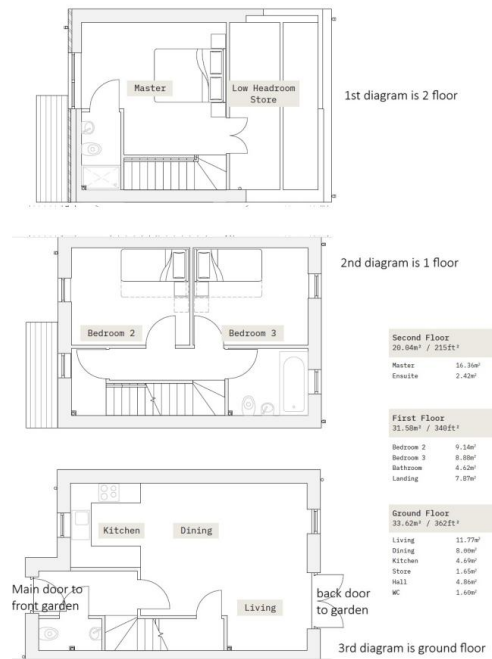 Master
Low Headroom
Store
1st diagram is 2 floor
2nd diagram is 1 floor
Bedroom 2
Bedroom 3
Second Floor
20.04m² / 215ft²
Master 16.36m²
Ensuite 2.42m²
First Floor
31.58m² / 340ft²
Bedroom 2 9.14m²
Bedroom 3 8.88m²
Bathroom 4.62m²
Landing 7.87m²
Ground Floor
33.62m² / 362ft²
Living 11.77m²
Dining 8.00m²
Kitchen 4.69m²
Store 1.65m²
Hall 4.86m²
WC 1.60m²
Kitchen
Dining
Main door to
front garden
Living
back door
to garden
3rd diagram is ground floor